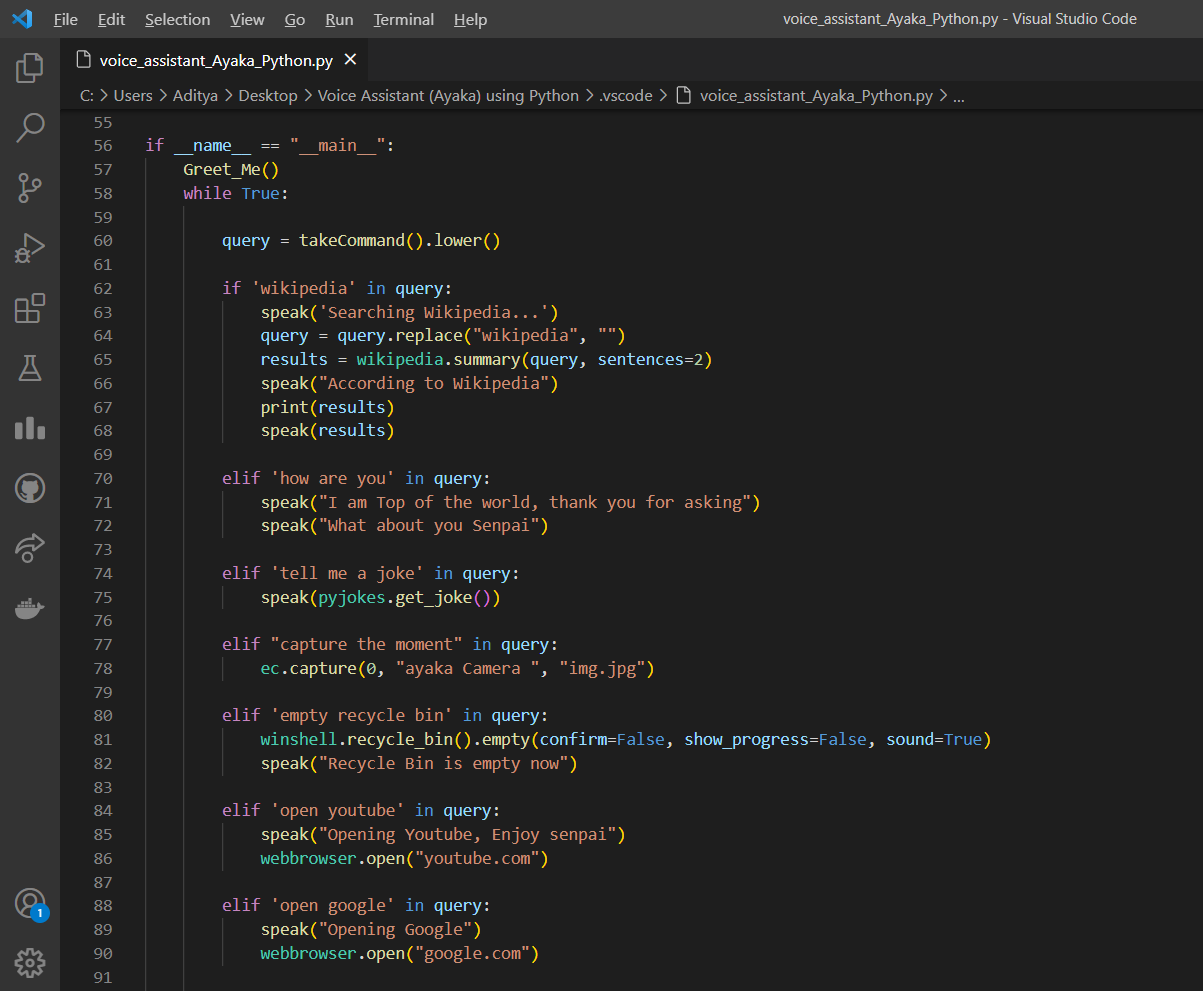 File Edit Selection View Go Run Terminal Help voice_assistant_Ayaka_Python.py - Visual Studio Code
voice_assistant_Ayaka_Python.py ×
C: > Users > Aditya > Desktop > Voice Assistant (Ayaka) using Python > .vscode > voice_assistant_Ayaka_Python.py > ...
55
56 if __name__ == "__main__":
57     Greet_Me()
58     while True:
59
60         query = takeCommand().lower()
61
62         if 'wikipedia' in query:
63             speak('Searching Wikipedia...')
64             query = query.replace("wikipedia", "")
65             results = wikipedia.summary(query, sentences=2)
66             speak("According to Wikipedia")
67             print(results)
68             speak(results)
69
70         elif 'how are you' in query:
71             speak("I am Top of the world, thank you for asking")
72             speak("What about you Senpai")
73
74         elif 'tell me a joke' in query:
75             speak(pyjokes.get_joke())
76
77         elif "capture the moment" in query:
78             ec.capture(0, "ayaka Camera ", "img.jpg")
79
80         elif 'empty recycle bin' in query:
81             winshell.recycle_bin().empty(confirm=False, show_progress=False, sound=True)
82             speak("Recycle Bin is empty now")
83
84         elif 'open youtube' in query:
85             speak("Opening Youtube, Enjoy senpai")
86             webbrowser.open("youtube.com")
87
88         elif 'open google' in query:
89             speak("Opening Google")
90             webbrowser.open("google.com")
91
1